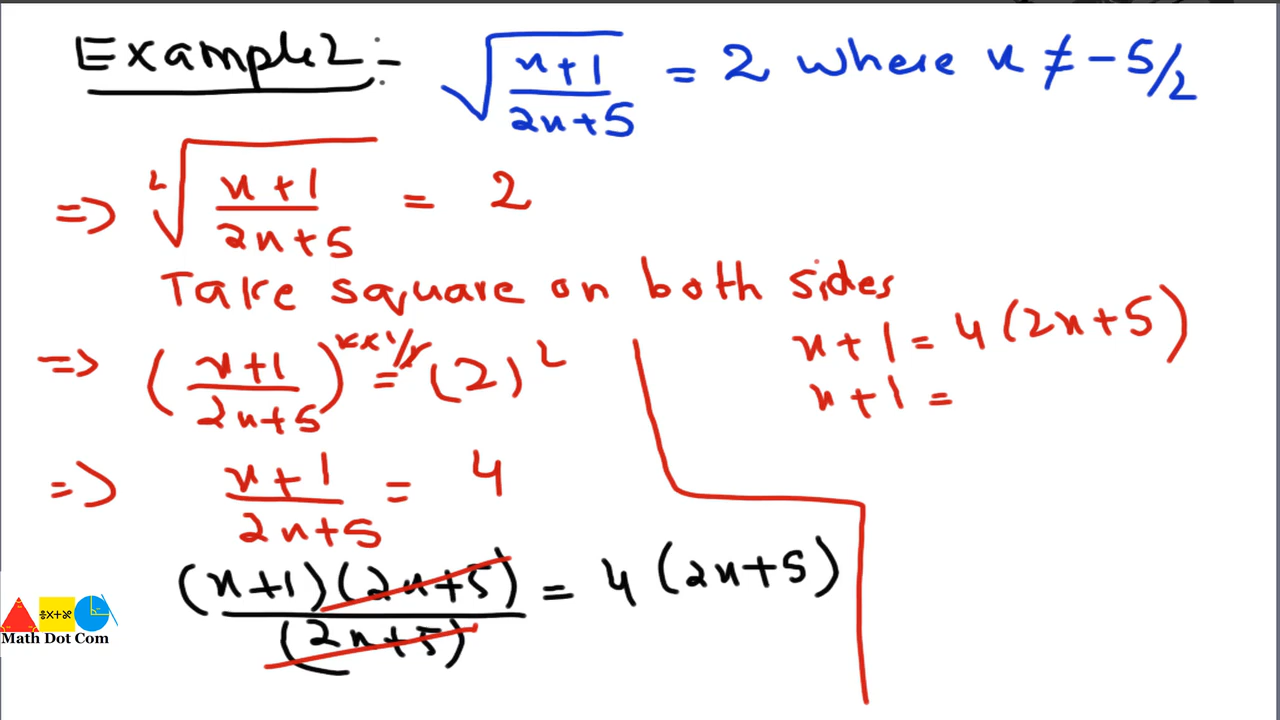 Example 2:- √((x+1)/(2x+5)) = 2 where x ≠ -5/2
=> ²√((x+1)/(2x+5)) = 2
Take square on both sides
=> ((x+1)/(2x+5))^(2×1/2) = (2)²
=> (x+1)/(2x+5) = 4
(x+1)(2x+5)/(2x+5) = 4(2x+5)
x+1 = 4(2x+5)
x+1 =
Math Dot Com